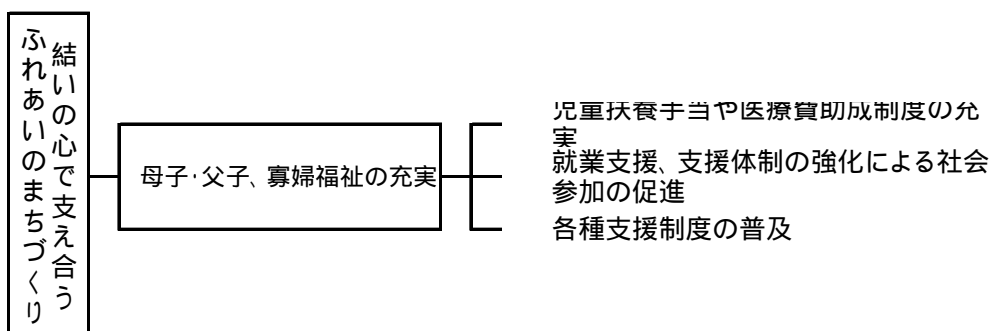 結いの心で支え合う
ふれあいのまちづくり
母子・父子、寡婦福祉の充実
児童扶養手当や医療費助成制度の充
実
就業支援、支援体制の強化による社会
参加の促進
各種支援制度の普及